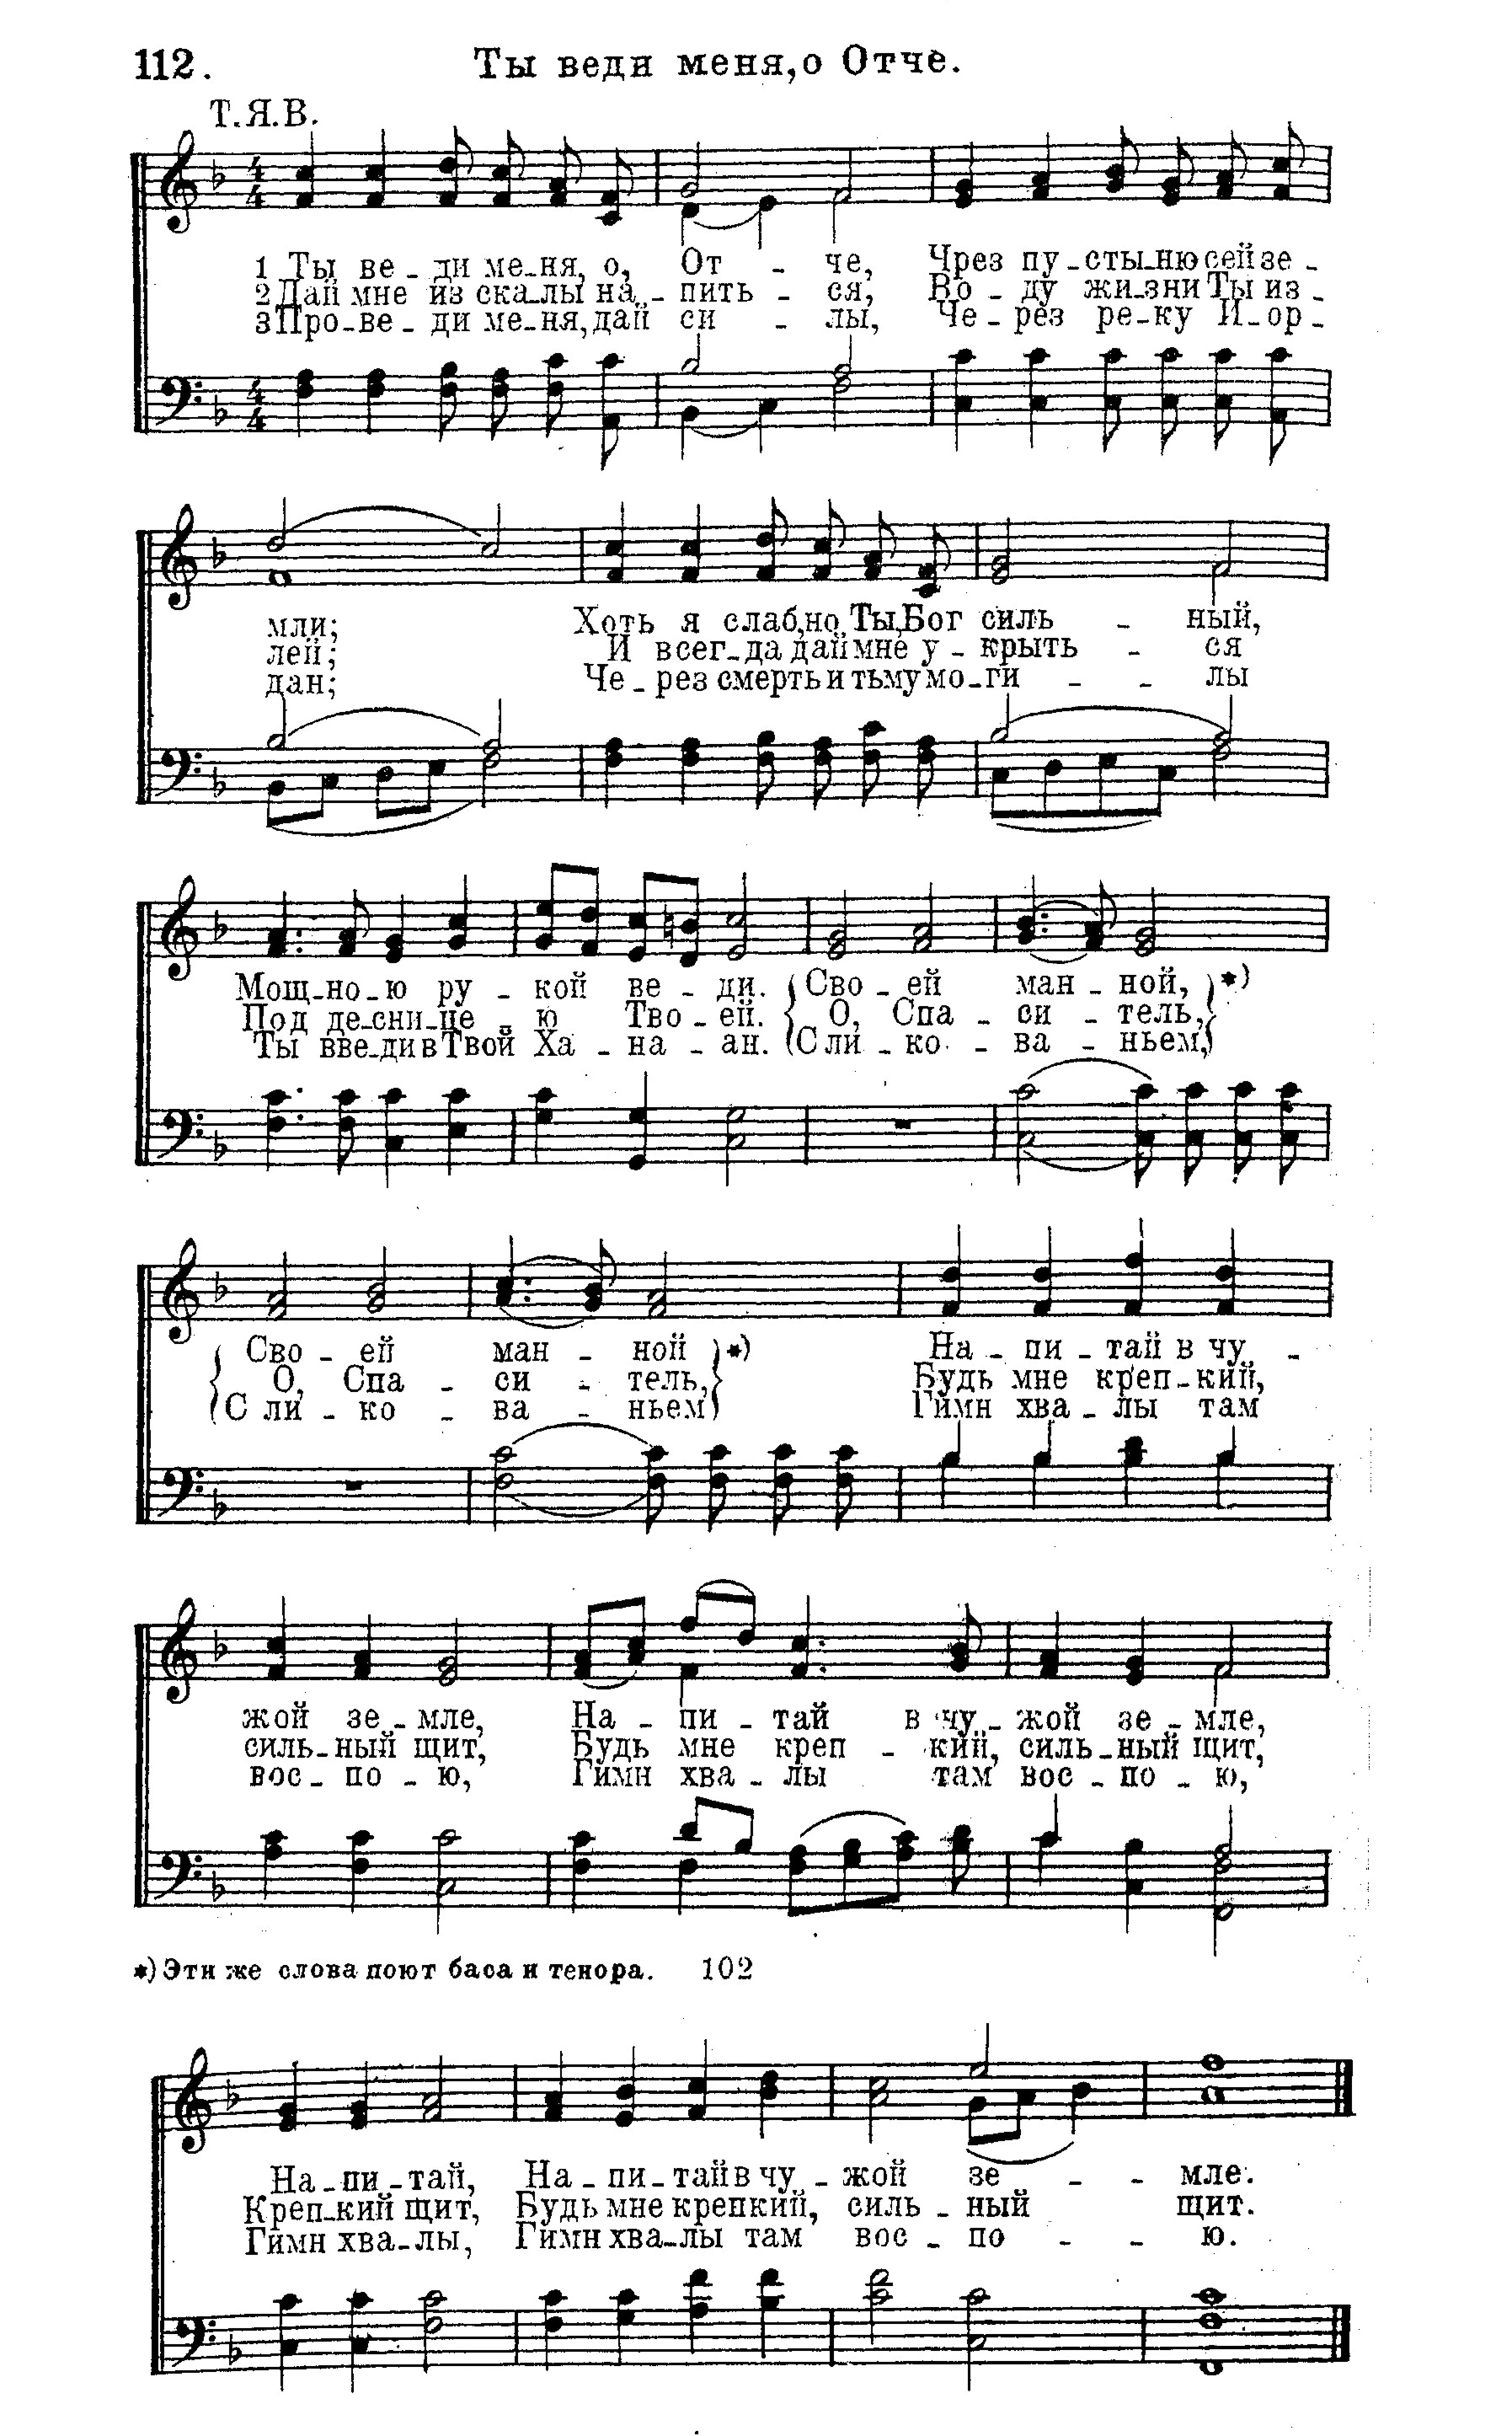 112. Ты веди меня, о Отче.
Т.Я.В.
1 Ты ве - ди ме-ня, о, От - че, Чрез пу-сты-ню сей зе -
2 Дай мне из ска-лы на - пить - ся, Во - ду жи-зни Ты из -
3 Про-ве - ди ме-ня, дай си - лы, Че - рез ре-ку И-ор -
мли; Хоть я слаб, но Ты, Бог силь - ный,
лей; И всег-да дай мне у - крыть - ся
дан; Че - рез смерть и тьму мо-ги - - лы
Мощ-но-ю ру - кой ве - ди. Сво - ей ман - ной, *)
Под де-сни-це - ю Тво - ей. О, Спа - си - тель,
Ты вве-ди в Твой Ха - на - ан. С ли - ко - ва - ньем,
Сво - ей ман - ной *) На - пи - тай в чу -
О, Спа - си - тель, Будь мне креп-кий,
С ли - ко - ва - ньем Гимн хва - лы там
жой зе - мле, На - пи - тай в чу - жой зе - мле,
силь-ный щит, Будь мне креп - кий, силь-ный щит,
вос - по - ю, Гимн хва - лы там вос - по - ю,
*) Эти же слова поют баса и тенора. 102
На-пи-тай, На-пи-тай в чу - жой зе - - мле.
Креп-кий щит, Будь мне крепкий, силь - ный щит.
Гимн хва-лы, Гимн хва-лы там вос - по - - ю.